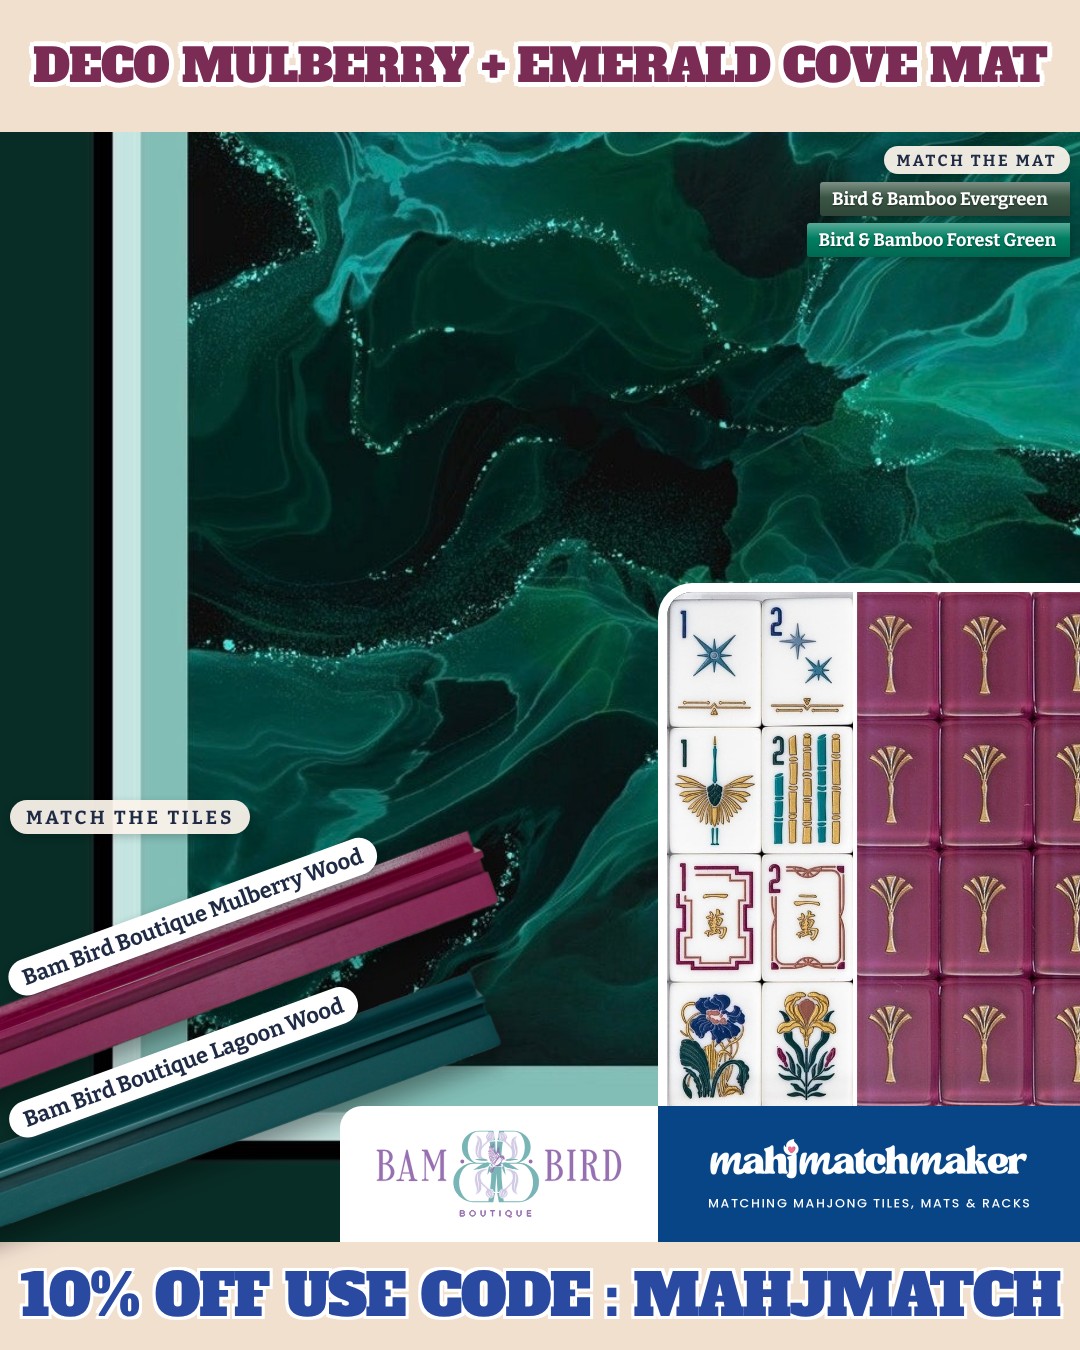 DECO MULBERRY + EMERALD COVE MAT
MATCH THE MAT
Bird & Bamboo Evergreen
Bird & Bamboo Forest Green
1 2
1 2
1 2
一萬 二萬
MATCH THE TILES
Bam Bird Boutique Mulberry Wood
Bam Bird Boutique Lagoon Wood
BAM BIRD
BOUTIQUE
mahjmatchmaker
MATCHING MAHJONG TILES, MATS & RACKS
10% OFF USE CODE : MAHJMATCH